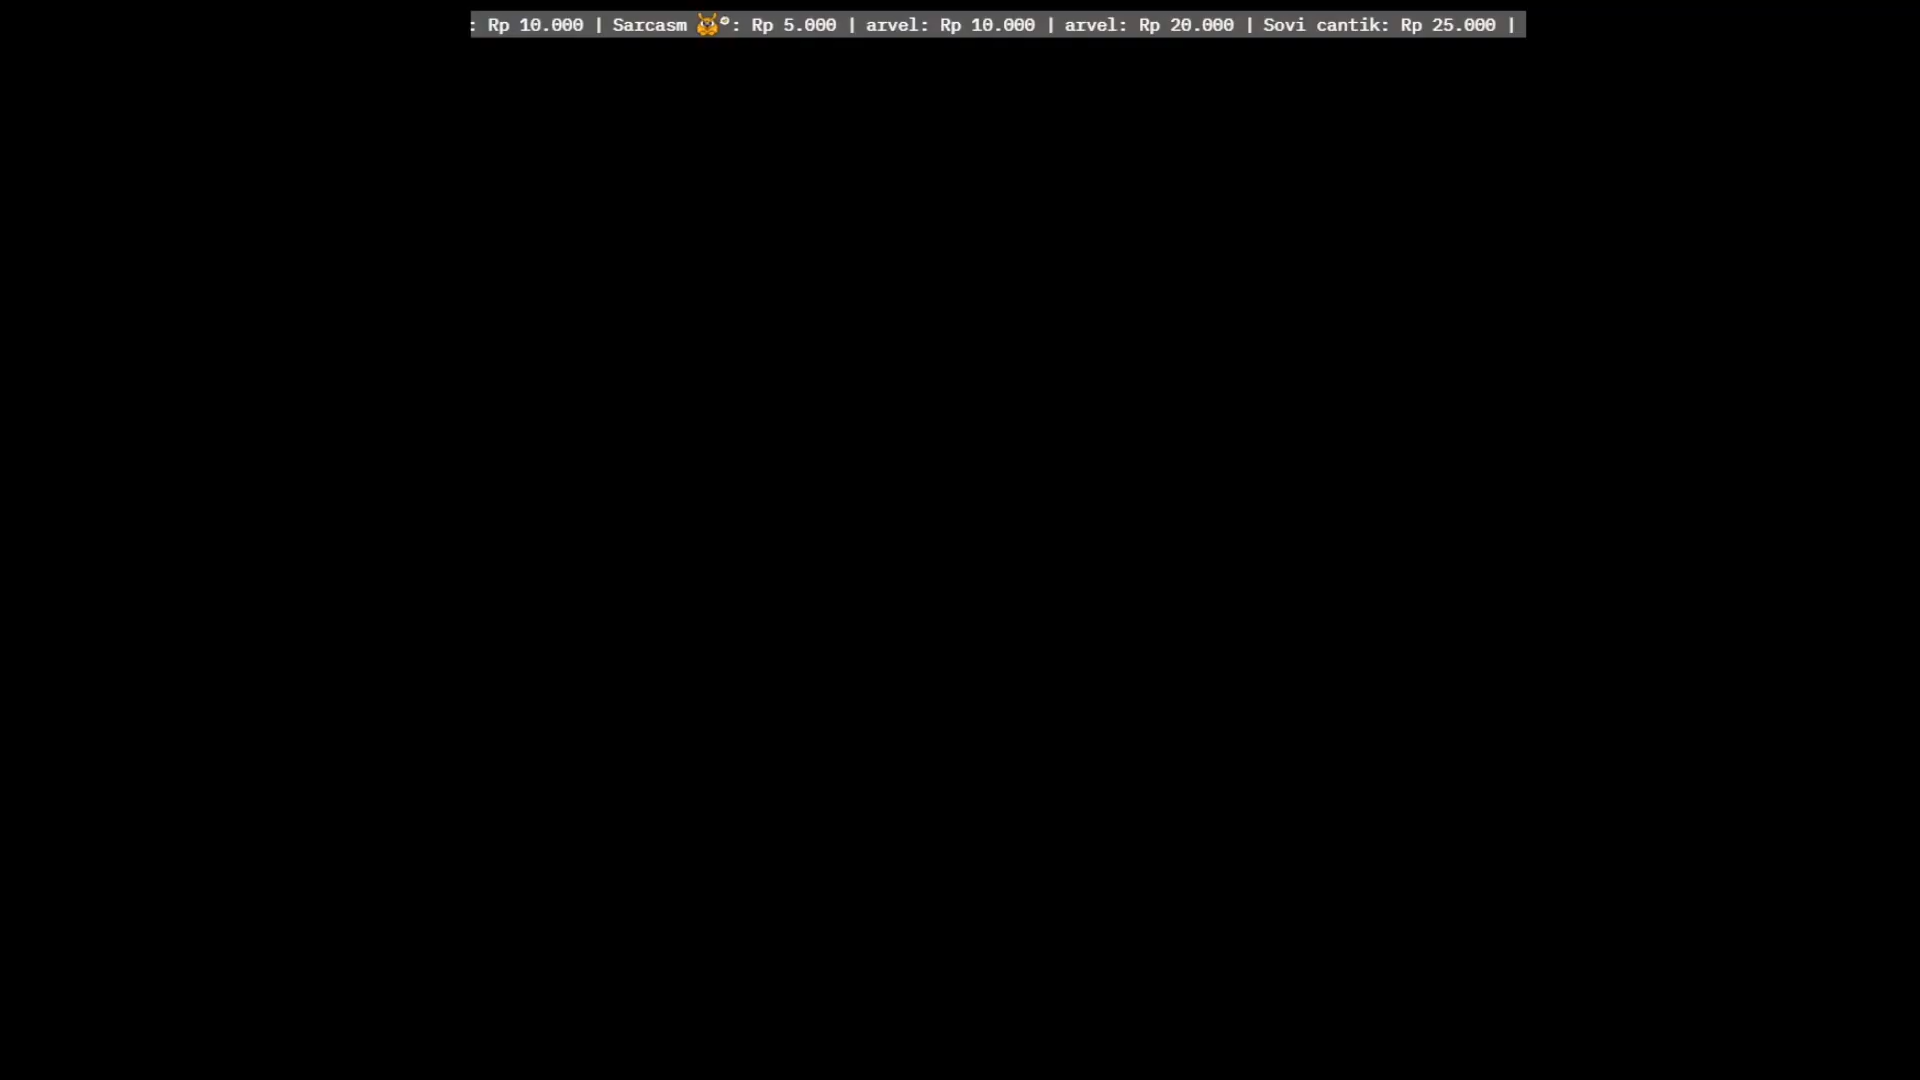 : Rp 10.000 | Sarcasm : Rp 5.000 | arvel: Rp 10.000 | arvel: Rp 20.000 | Sovi cantik: Rp 25.000 |